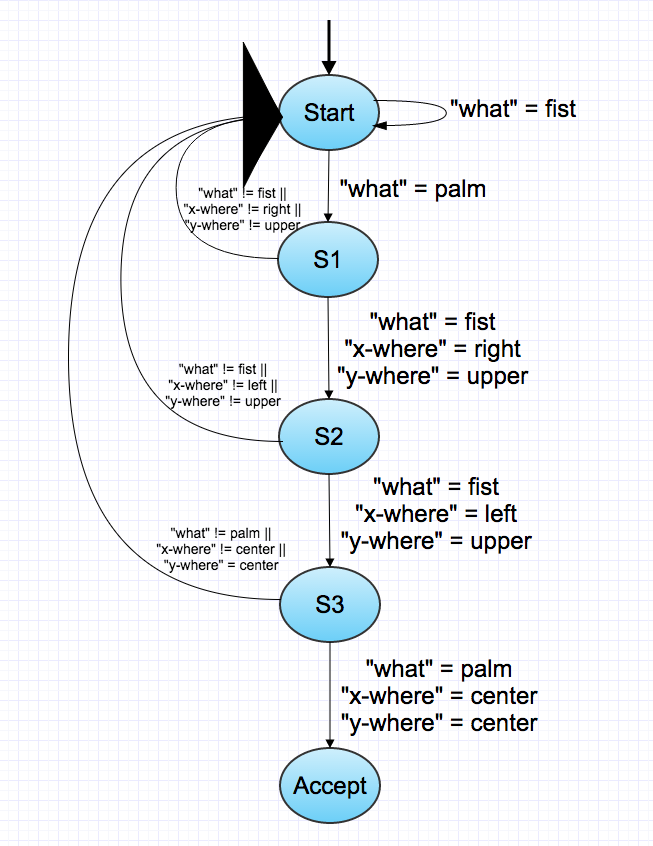 Start
"what" = fist
"what" = palm
"what" != fist ||
"x-where" != right ||
"y-where" != upper
S1
"what" = fist
"x-where" = right
"y-where" = upper
"what" != fist ||
"x-where" != left ||
"y-where" != upper
S2
"what" = fist
"x-where" = left
"y-where" = upper
"what" != palm ||
"x-where" != center ||
"y-where" = center
S3
"what" = palm
"x-where" = center
"y-where" = center
Accept